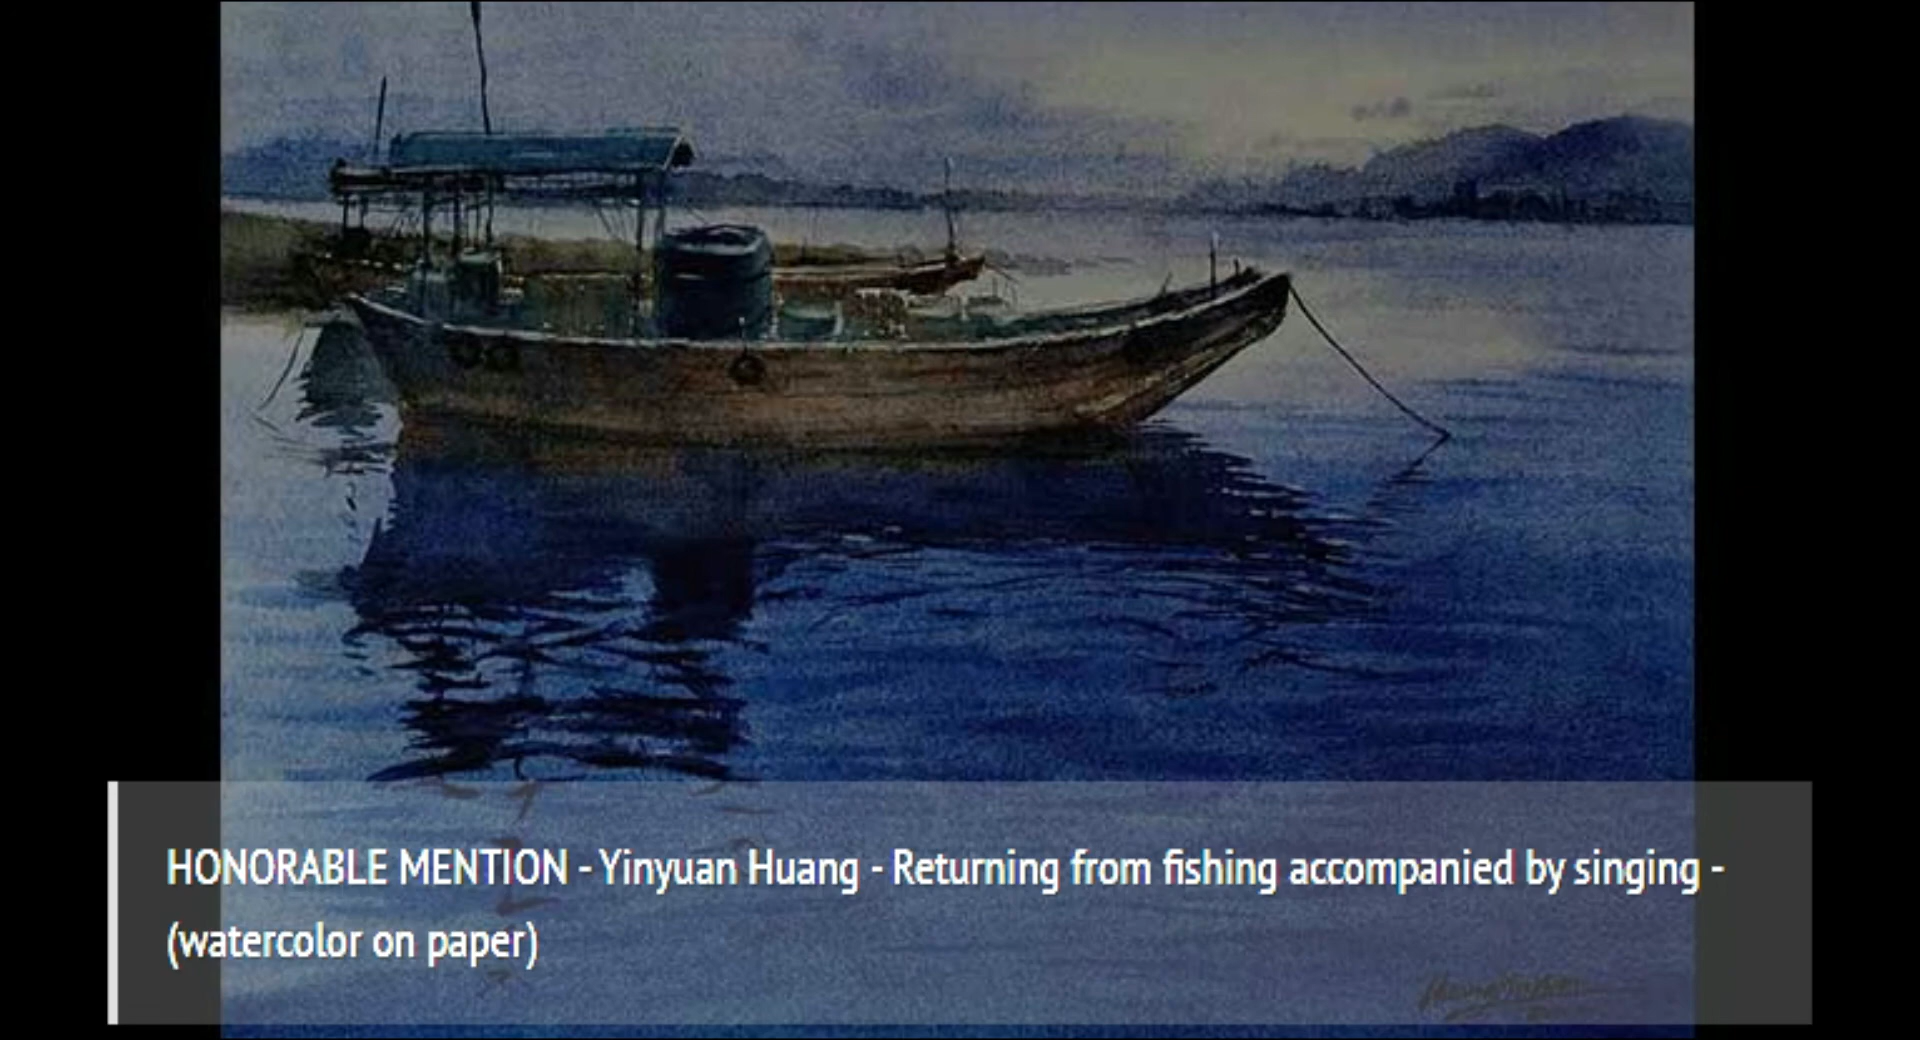 HONORABLE MENTION - Yinyuan Huang - Returning from fishing accompanied by singing -
(watercolor on paper)